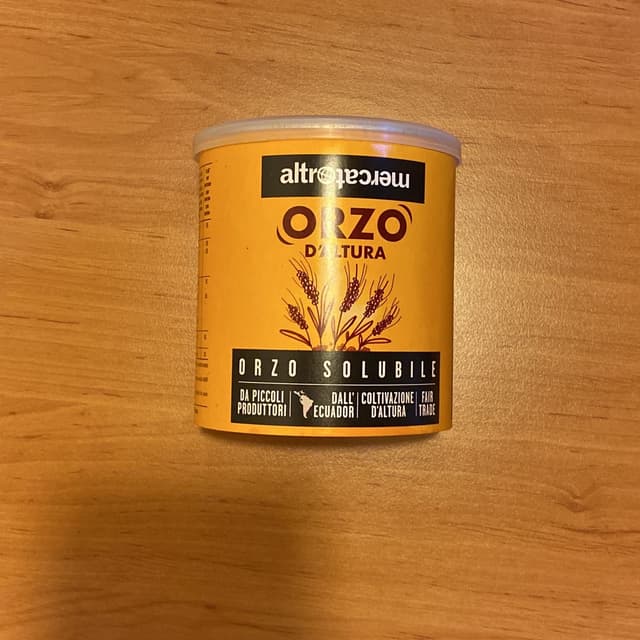 altromercato
ORZO
D'ALTURA
ORZO SOLUBILE
DA PICCOLI
PRODUTTORI
DALL'
ECUADOR
COLTIVAZIONE
D'ALTURA
FAIR
TRADE